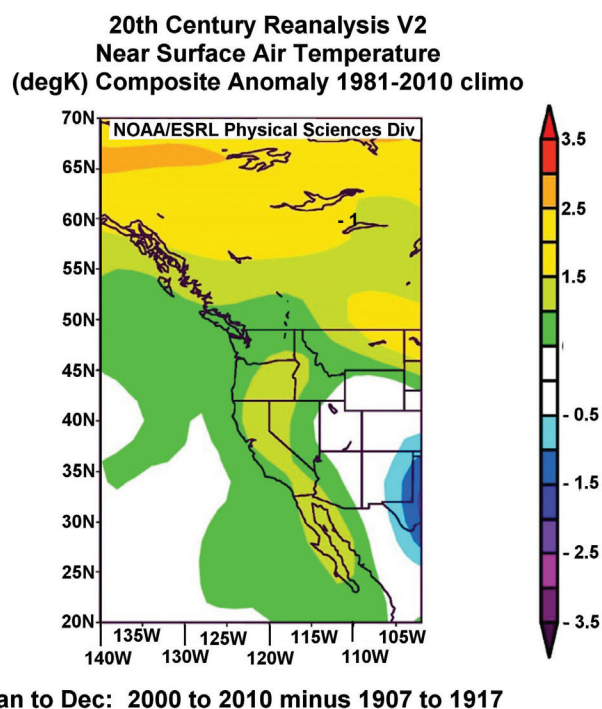 20th Century Reanalysis V2
Near Surface Air Temperature
(degK) Composite Anomaly 1981-2010 climo
70N
NOAA/ESRL Physical Sciences Div
65N
60N
- 1
55N
50N
45N
40N
35N
30N
25N
20N
3.5
2.5
1.5
- 0.5
- 1.5
- 2.5
- 3.5
135W 125W 115W 105W
140W 130W 120W 110W
an to Dec: 2000 to 2010 minus 1907 to 1917